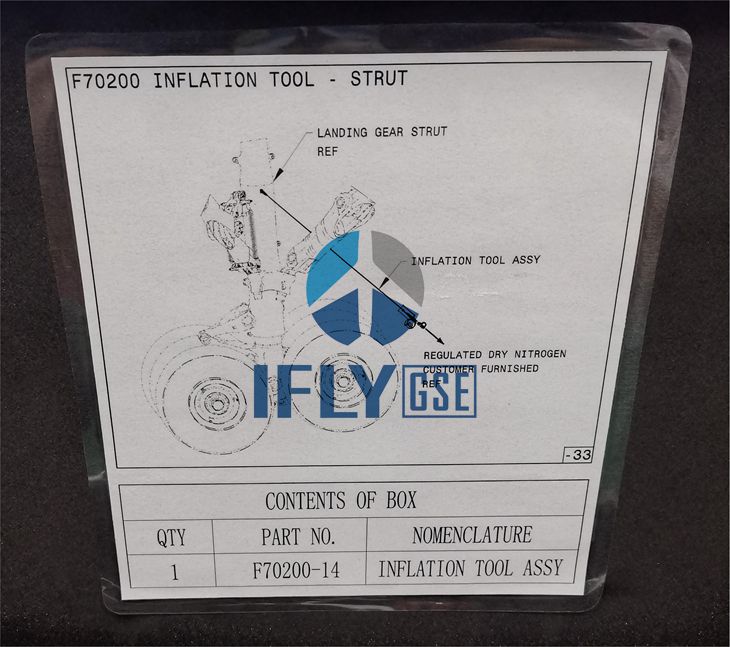 F70200 INFLATION TOOL - STRUT
LANDING GEAR STRUT
REF
INFLATION TOOL ASSY
REGULATED DRY NITROGEN
CUSTOMER FURNISHED
REF
IFLY GSE
-33
CONTENTS OF BOX
QTY PART NO. NOMENCLATURE
1 F70200-14 INFLATION TOOL ASSY